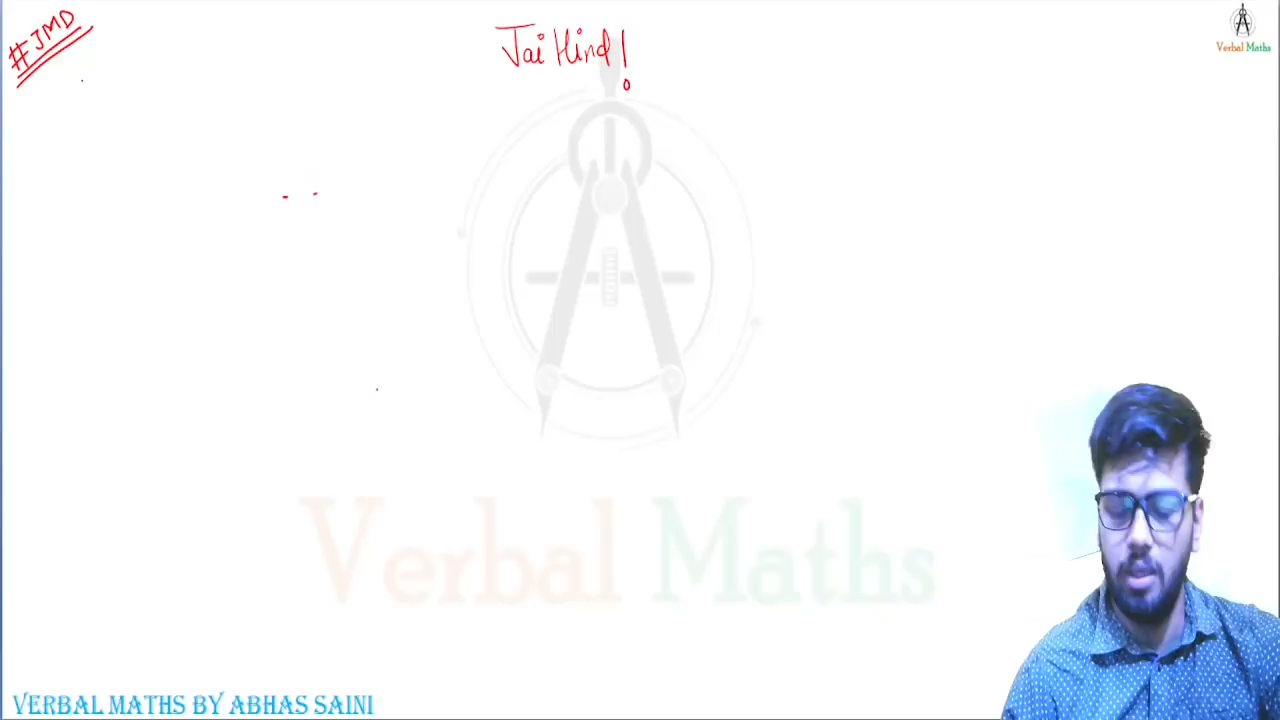 #JMD
Jai Hind!
Verbal Maths
Verbal Maths
VERBAL MATHS BY ABHAS SAINI